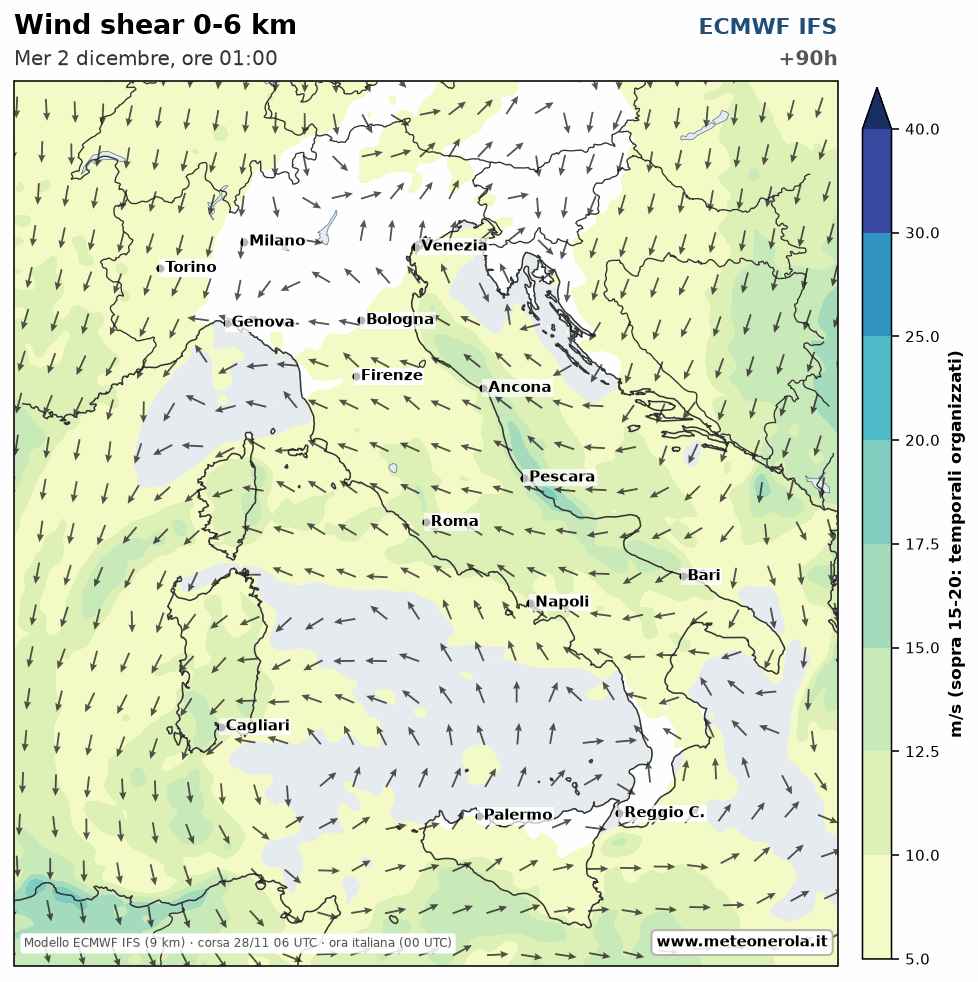 Wind shear 0-6 km
ECMWF IFS
Mer 2 dicembre, ore 01:00
+90h
40.0
30.0
25.0
20.0
17.5
15.0
12.5
10.0
5.0
m/s (sopra 15-20: temporali organizzati)
Milano
Venezia
Torino
Genova
Bologna
Firenze
Ancona
Pescara
Roma
Bari
Napoli
Cagliari
Palermo
Reggio C.
Modello ECMWF IFS (9 km) · corsa 28/11 06 UTC · ora italiana (00 UTC)
www.meteonerola.it